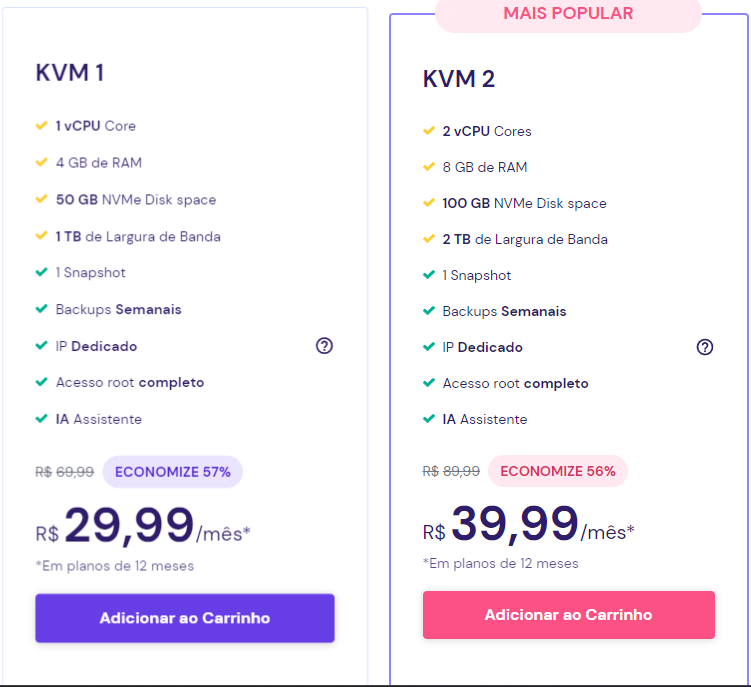 KVM 1
1 vCPU Core
4 GB de RAM
50 GB NVMe Disk space
1 TB de Largura de Banda
1 Snapshot
Backups Semanais
IP Dedicado
Acesso root completo
IA Assistente
R$ 69,99 ECONOMIZE 57%
R$ 29,99/mês*
*Em planos de 12 meses
Adicionar ao Carrinho
MAIS POPULAR
KVM 2
2 vCPU Cores
8 GB de RAM
100 GB NVMe Disk space
2 TB de Largura de Banda
1 Snapshot
Backups Semanais
IP Dedicado
Acesso root completo
IA Assistente
R$ 89,99 ECONOMIZE 56%
R$ 39,99/mês*
*Em planos de 12 meses
Adicionar ao Carrinho